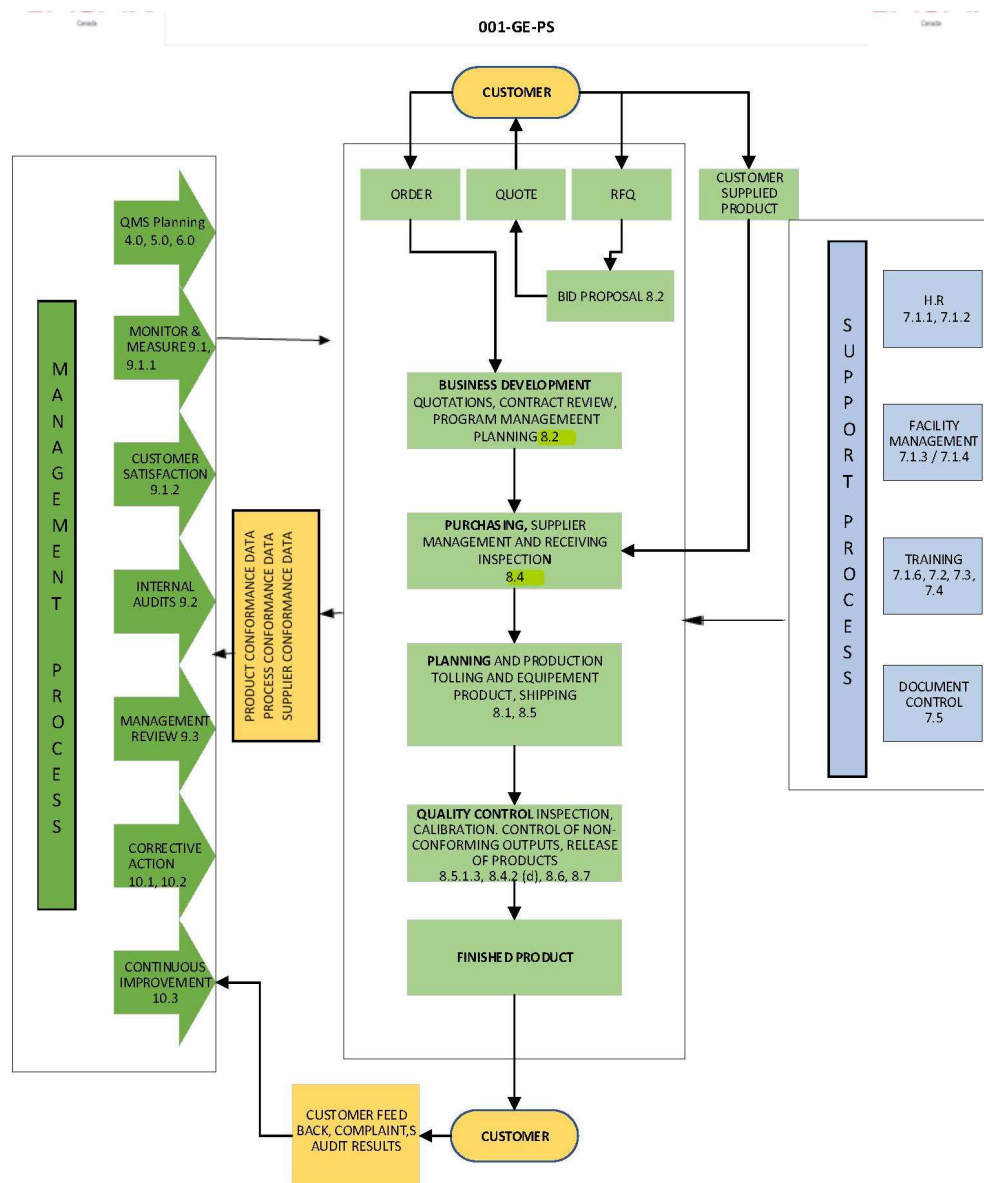 Canada
001-GE-PS
Canada
CUSTOMER
ORDER
QUOTE
RFQ
CUSTOMER
SUPPLIED
PRODUCT
BID PROPOSAL 8.2
QMS Planning
4.0, 5.0, 6.0
MONITOR &
MEASURE 9.1,
9.1.1
CUSTOMER
SATISFACTION
9.1.2
INTERNAL
AUDITS 9.2
MANAGEMENT
REVIEW 9.3
CORRECTIVE
ACTION
10.1, 10.2
CONTINUOUS
IMPROVEMENT
10.3
MANAGEMENT PROCESS
PRODUCT CONFORMANCE DATA
PROCESS CONFORMANCE DATA
SUPPLIER CONFORMANCE DATA
BUSINESS DEVELOPMENT
QUOTATIONS, CONTRACT REVIEW,
PROGRAM MANAGEMEENT
PLANNING 8.2
PURCHASING, SUPPLIER
MANAGEMENT AND RECEIVING
INSPECTION
8.4
PLANNING AND PRODUCTION
TOLLING AND EQUIPEMENT
PRODUCT, SHIPPING
8.1, 8.5
QUALITY CONTROL INSPECTION,
CALIBRATION. CONTROL OF NON-
CONFORMING OUTPUTS, RELEASE
OF PRODUCTS
8.5.1.3, 8.4.2 (d), 8.6, 8.7
FINISHED PRODUCT
SUPPORT PROCESS
H.R
7.1.1, 7.1.2
FACILITY
MANAGEMENT
7.1.3 / 7.1.4
TRAINING
7.1.6, 7.2, 7.3,
7.4
DOCUMENT
CONTROL
7.5
CUSTOMER FEED
BACK, COMPLAINT,S
AUDIT RESULTS
CUSTOMER